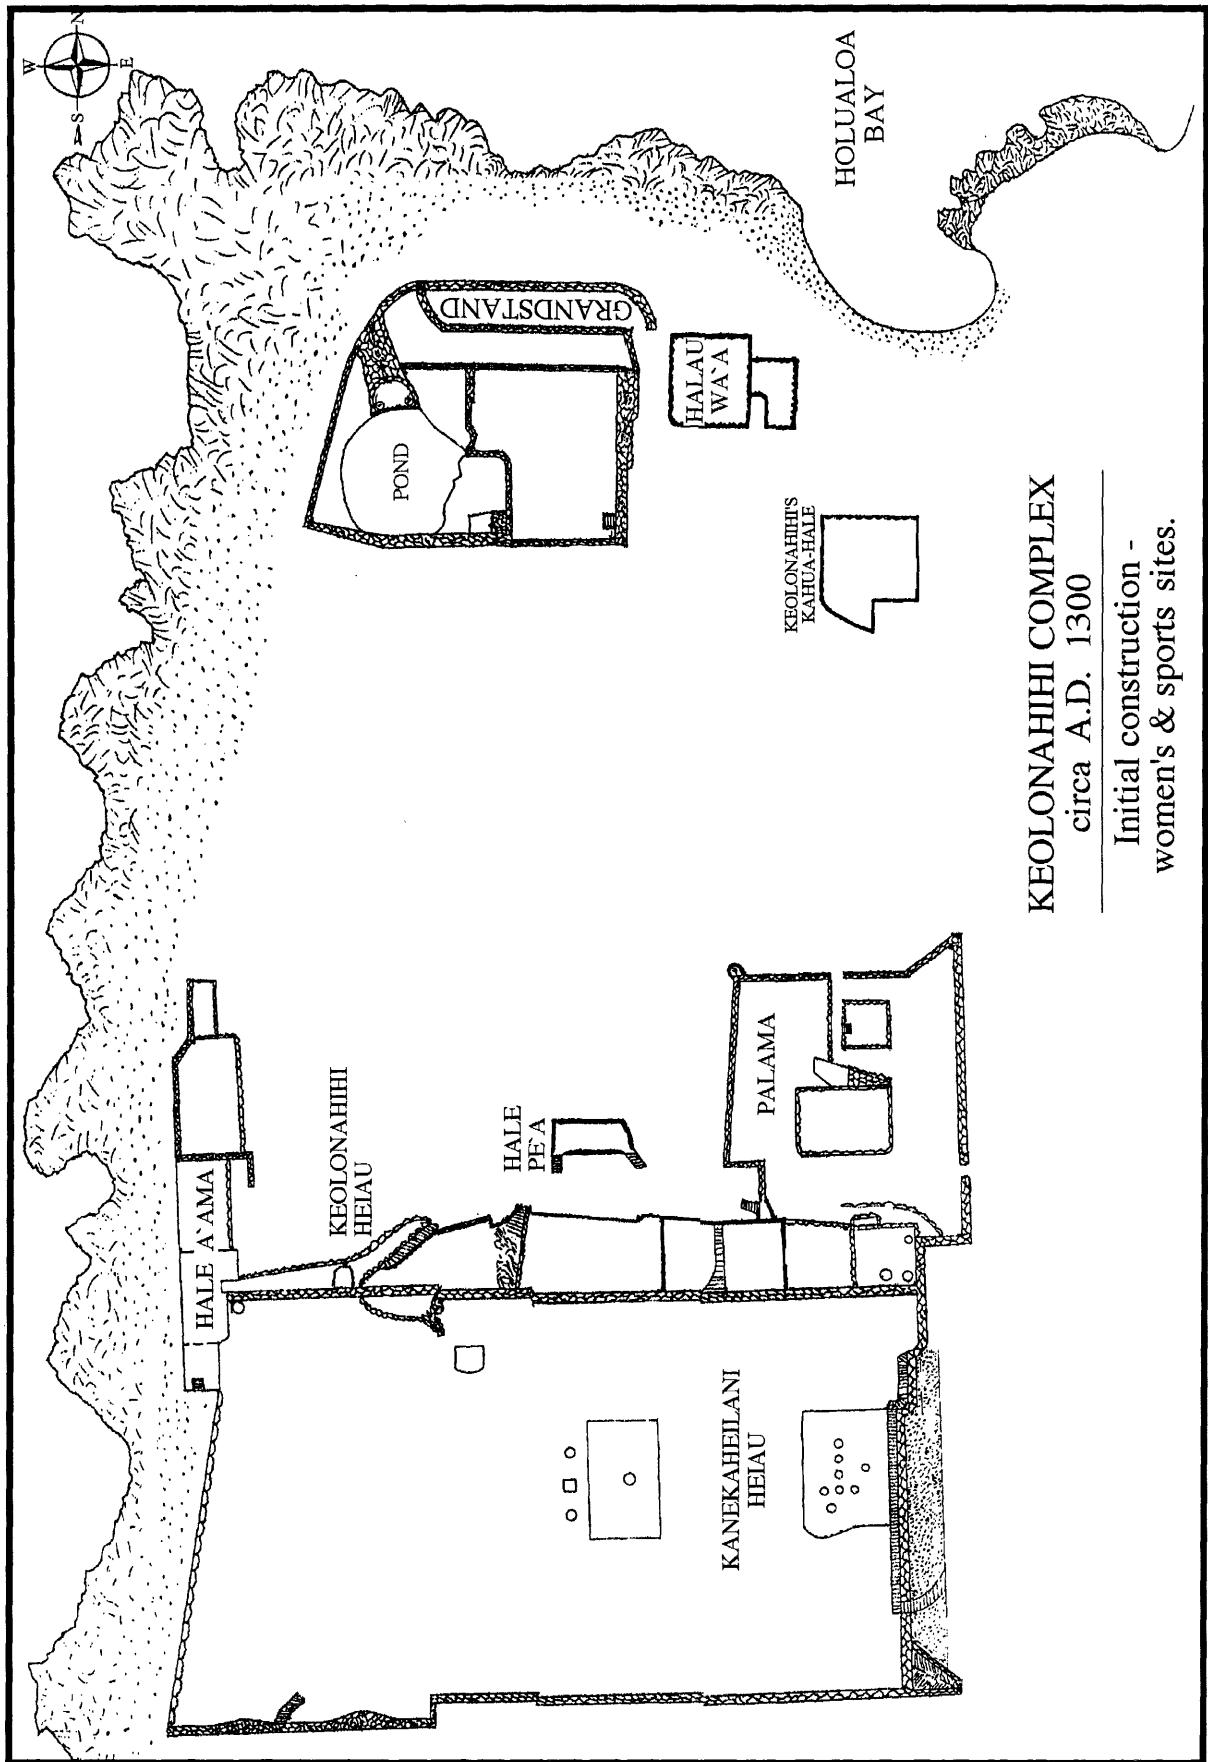 N
W
E
S
HOLUALOA
BAY
GRANDSTAND
HALAU
WA`A
POND
KEOLONAHIHI'S
KAHUA-HALE
KEOLONAHIHI COMPLEX
circa A.D. 1300
Initial construction -
women's & sports sites.
PALAMA
HALE
PE`A
KEOLONAHIHI
HEIAU
HALE A`AMA
KANEKAHEILANI
HEIAU